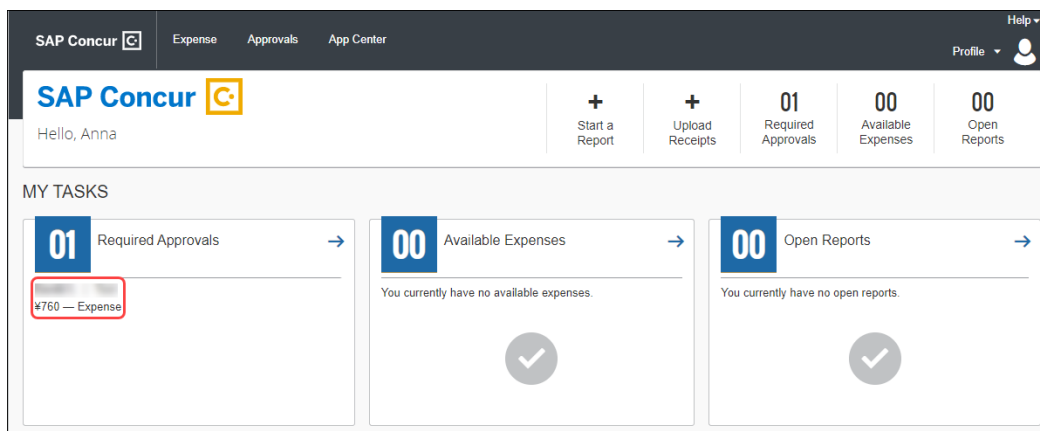 Help
SAP Concur C Expense Approvals App Center
Profile
SAP Concur C
Hello, Anna
+ Start a Report
+ Upload Receipts
01 Required Approvals
00 Available Expenses
00 Open Reports
MY TASKS
01 Required Approvals
¥760 — Expense
00 Available Expenses
You currently have no available expenses.
00 Open Reports
You currently have no open reports.